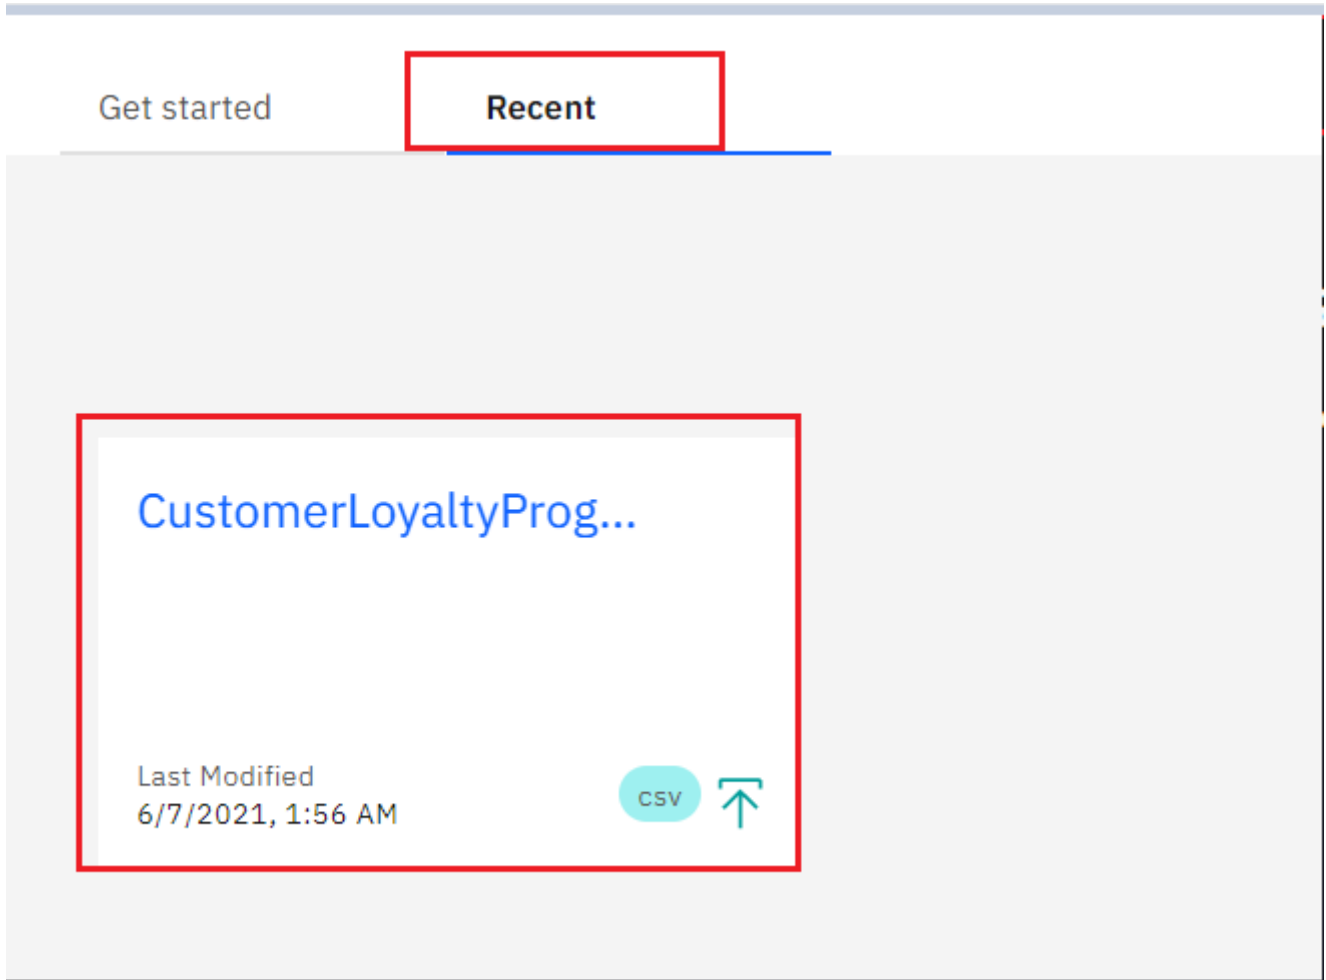 Get started Recent
CustomerLoyaltyProg...
Last Modified
6/7/2021, 1:56 AM
csv